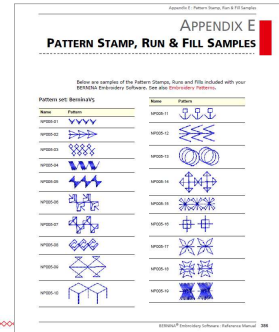 Appendix E : Pattern Stamp, Run & Fill Samples
APPENDIX E
PATTERN STAMP, RUN & FILL SAMPLES
Below are samples of the Pattern Stamps, Runs and Fills included with your
BERNINA Embroidery Software. See also Embroidery Patterns.
Pattern set: BerninaV5
Name Pattern
NP005-01
NP005-02
NP005-03
NP005-04
NP005-05
NP005-06
NP005-07
NP005-08
NP005-09
NP005-10
Name Pattern
NP005-11
NP005-12
NP005-13
NP005-14
NP005-15
NP005-16
NP005-17
NP005-18
NP005-19
BERNINA® Embroidery Software : Reference Manual